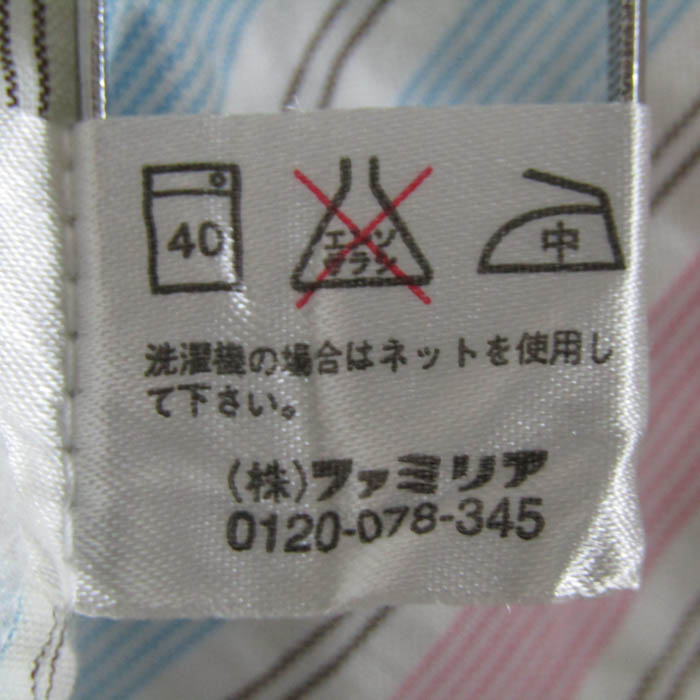 40
エンソ
サラシ
中
洗濯機の場合はネットを使用し
て下さい。
(株)ファミリア
0120-078-345